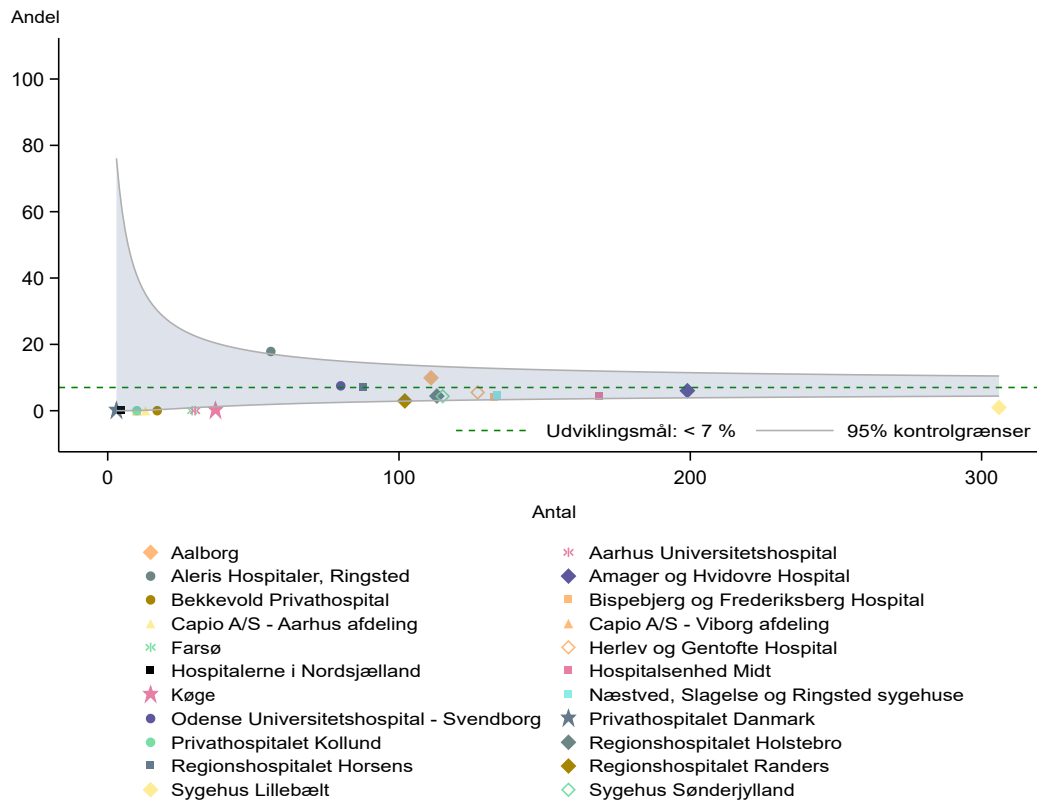 Andel
100
80
60
40
20
0
Udviklingsmål: < 7 %
95% kontrolgrænser
0
100
200
300
Antal
Aalborg
Aarhus Universitetshospital
Aleris Hospitaler, Ringsted
Amager og Hvidovre Hospital
Bekkevold Privathospital
Bispebjerg og Frederiksberg Hospital
Capio A/S - Aarhus afdeling
Capio A/S - Viborg afdeling
Farsø
Herlev og Gentofte Hospital
Hospitalerne i Nordsjælland
Hospitalsenhed Midt
Køge
Næstved, Slagelse og Ringsted sygehuse
Odense Universitetshospital - Svendborg
Privathospitalet Danmark
Privathospitalet Kollund
Regionshospitalet Holstebro
Regionshospitalet Horsens
Regionshospitalet Randers
Sygehus Lillebælt
Sygehus Sønderjylland